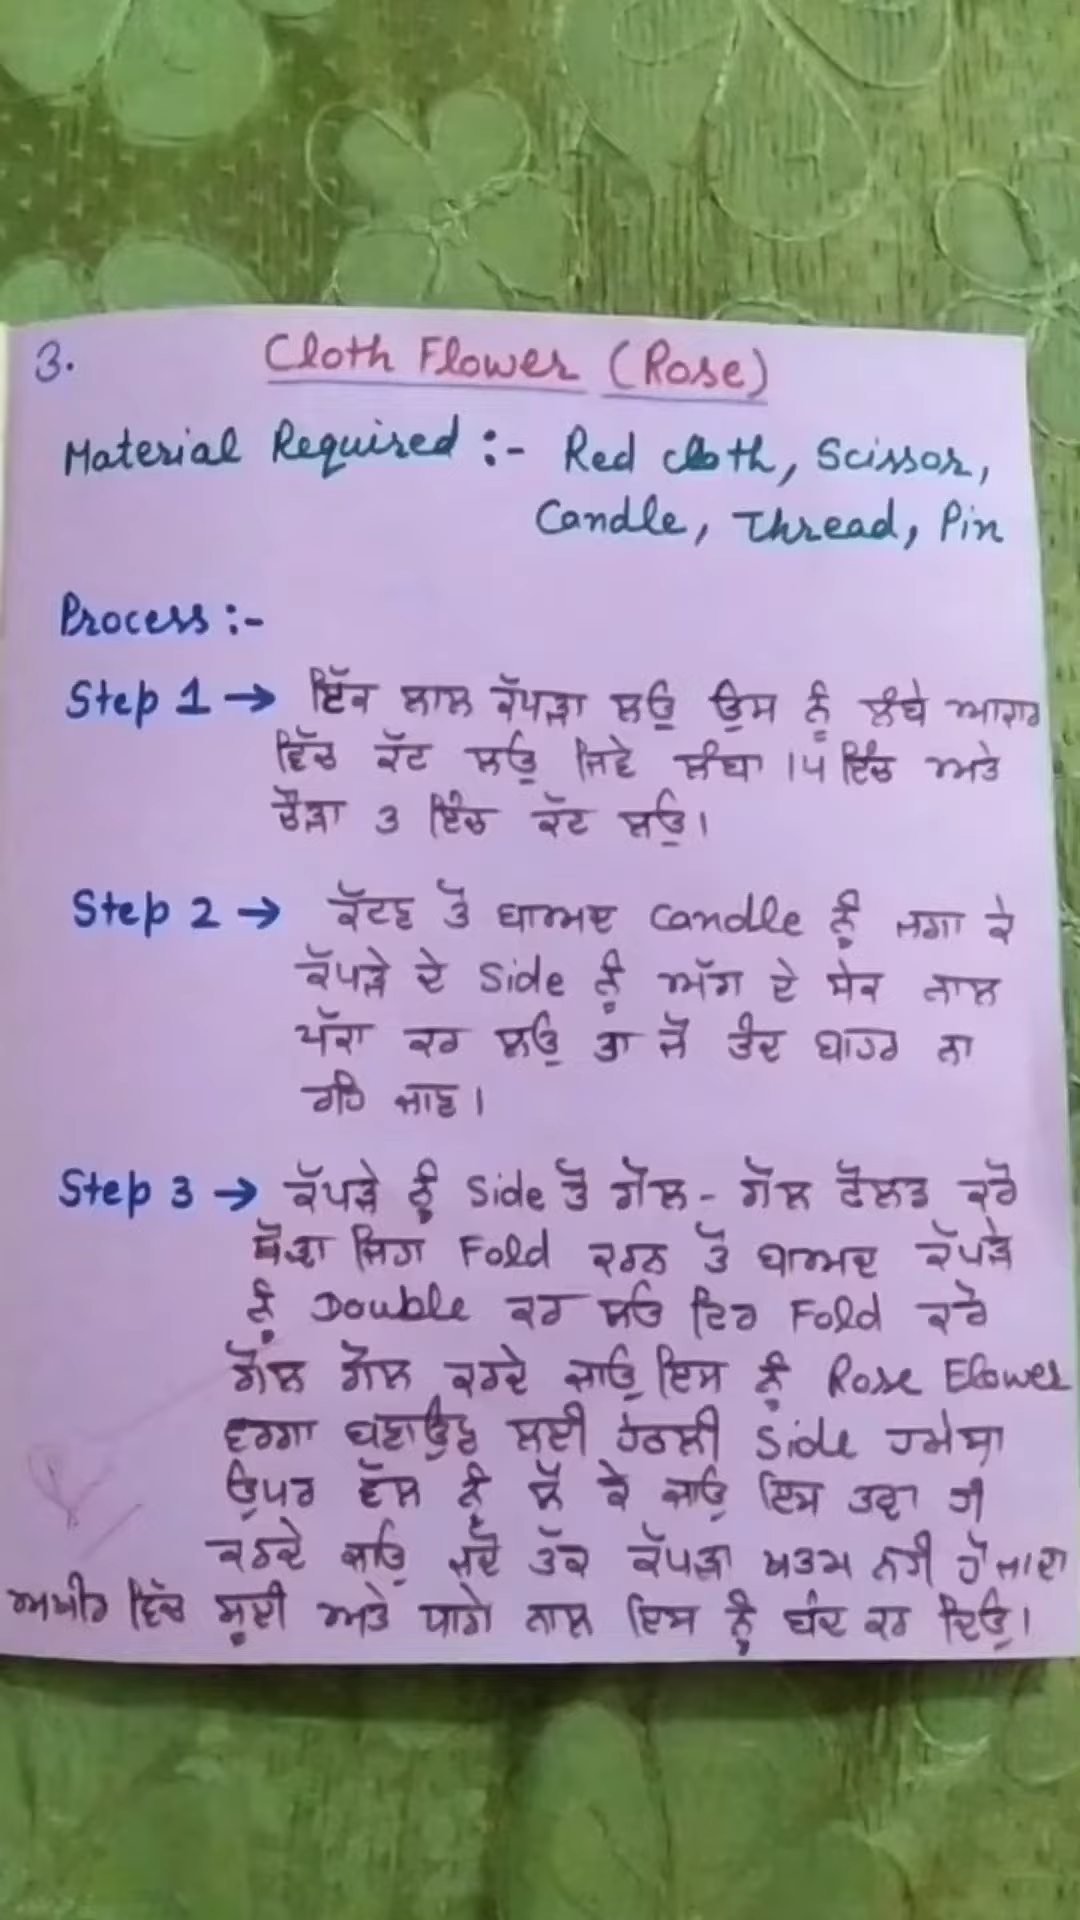 3. Cloth Flower (Rose)
Material Required :- Red cloth, Scissor,
Candle, Thread, Pin
Process :-
Step 1 → ਇੱਕ ਲਾਲ ਕੱਪੜਾ ਲਓੁ ਉਸ ਨੂੰ ਲੰਬੇ ਆਕਾਰ
ਵਿੱਚ ਕੱਟ ਲਓੁ ਜਿਵੇ ਲੰਬਾ 14 ਇੰਚ ਅਤੇ
ਚੌੜਾ 3 ਇੰਚ ਕੱਟ ਲਓੁ।
Step 2 → ਕੱਟਣ ਤੋਂ ਬਾਅਦ Candle ਨੂੰ ਜਗਾ ਕੇ
ਕੱਪੜੇ ਦੇ Side ਨੂੰ ਅੱਗ ਦੇ ਸੇਕ ਨਾਲ
ਪੱਕਾ ਕਰ ਲਓੁ ਤਾ ਜੋ ਤੰਦ ਬਾਹਰ ਨਾ
ਰਹਿ ਜਾਣ।
Step 3 → ਕੱਪੜੇ ਨੂੰ Side ਤੋਂ ਗੋਲ - ਗੋਲ ਫੋਲਡ ਕਰੋ
ਥੋੜਾ ਜਿਹਾ Fold ਕਰਨ ਤੋਂ ਬਾਅਦ ਕੱਪੜੇ
ਨੂੰ Double ਕਰ ਲਓ ਫਿਰ Fold ਕਰੋ
ਗੋਲ ਗੋਲ ਕਰਦੇ ਜਾਓੁ ਇਸ ਨੂੰ Rose Flower
ਵਰਗਾ ਬਣਾਉਣ ਲਈ ਹੇਠਲੀ Side ਹਮੇਸਾ
ਉਪਰ ਵੱਲ ਨੂੰ ਲੈ ਕੇ ਜਾਓੁ ਇਸ ਤਰਾ ਹੀ
ਕਰਦੇ ਜਾਓੁ ਜਦੋ ਤੱਕ ਕੱਪੜਾ ਖਤਮ ਨਹੀ ਹੋ ਜਾਦਾ
ਅਖੀਰ ਵਿੱਚ ਸੂਈ ਅਤੇ ਧਾਗੇ ਨਾਲ ਇਸ ਨੂੰ ਬੰਦ ਕਰ ਦਿਓੁ।